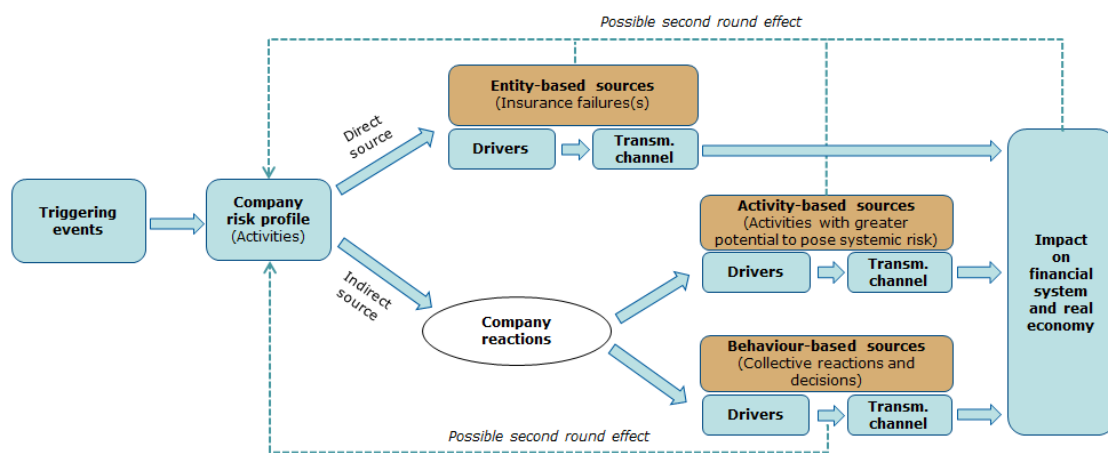 Possible second round effect
Entity-based sources
(Insurance failures(s)
Drivers
Transm.
channel
Direct
source
Triggering
events
Company
risk profile
(Activities)
Indirect
source
Company
reactions
Activity-based sources
(Activities with greater
potential to pose systemic risk)
Drivers
Transm.
channel
Behaviour-based sources
(Collective reactions and
decisions)
Drivers
Transm.
channel
Impact
on
financial
system
and real
economy
Possible second round effect